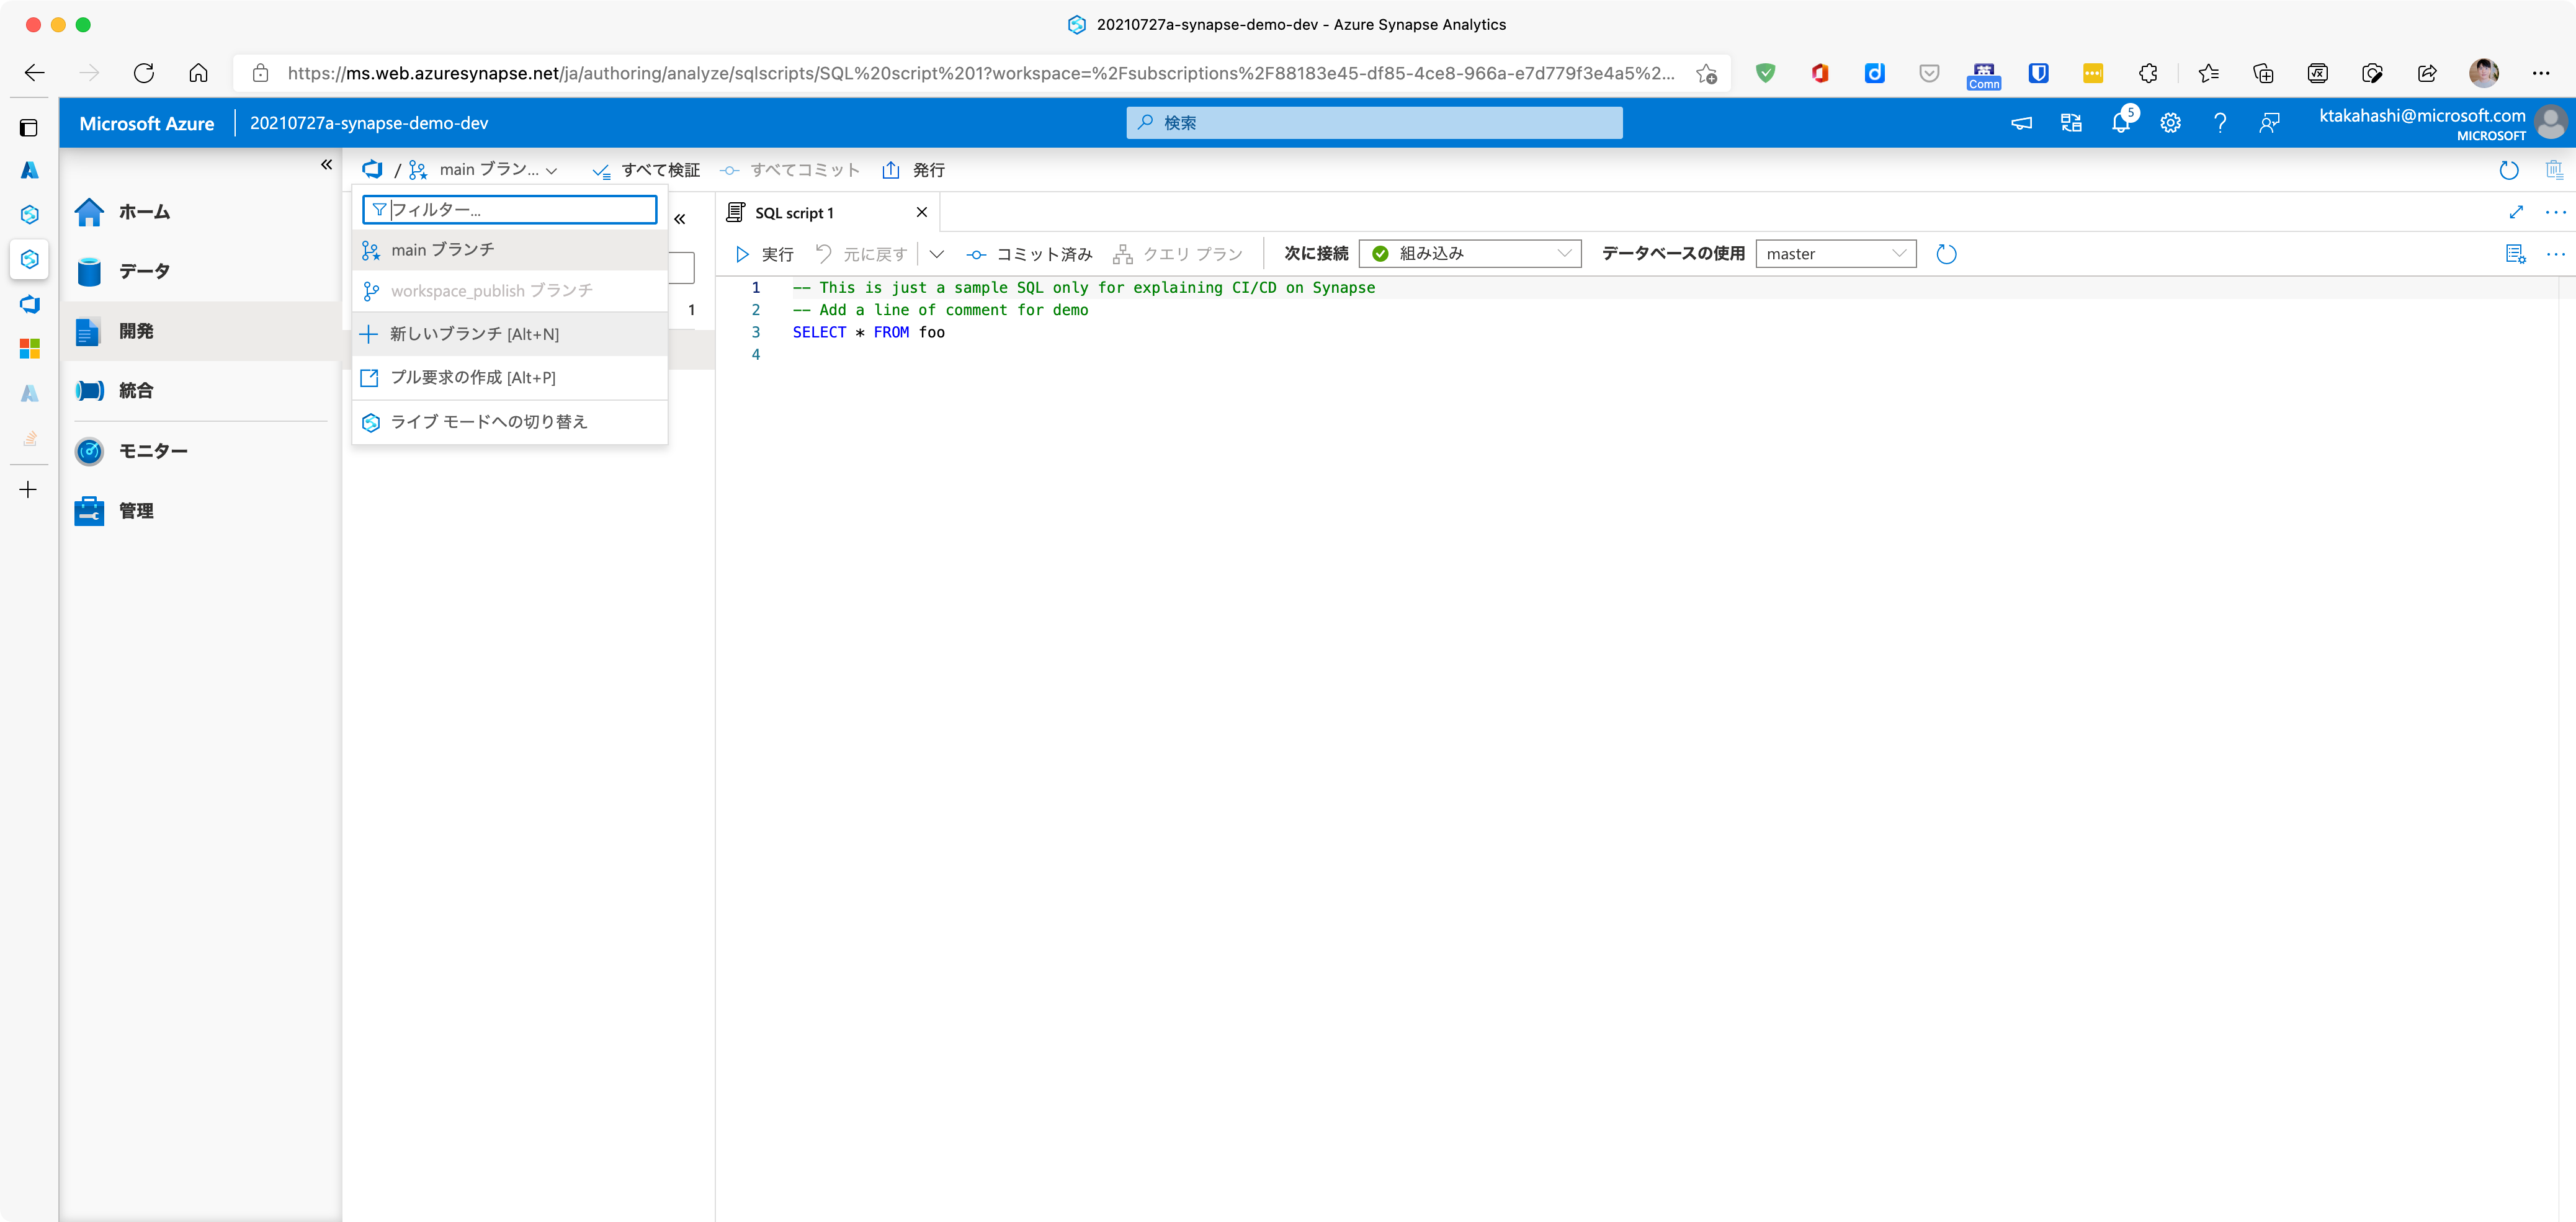 20210727a-synapse-demo-dev - Azure Synapse Analytics
https://ms.web.azuresynapse.net/ja/authoring/analyze/sqlscripts/SQL%20script%201?workspace=%2Fsubscriptions%2F88183e45-df85-4ce8-966a-e7d779f3e4a5%2...
英
Comn
Microsoft Azure
20210727a-synapse-demo-dev
検索
5
ktakahashi@microsoft.com
MICROSOFT
/ main ブラン...
すべて検証
すべてコミット
発行
ホーム
データ
開発
統合
モニター
管理
フィルター...
main ブランチ
workspace_publish ブランチ
新しいブランチ [Alt+N]
プル要求の作成 [Alt+P]
ライブ モードへの切り替え
1
SQL script 1
実行
元に戻す
コミット済み
クエリ プラン
次に接続
組み込み
データベースの使用
master
1 -- This is just a sample SQL only for explaining CI/CD on Synapse
2 -- Add a line of comment for demo
3 SELECT * FROM foo
4